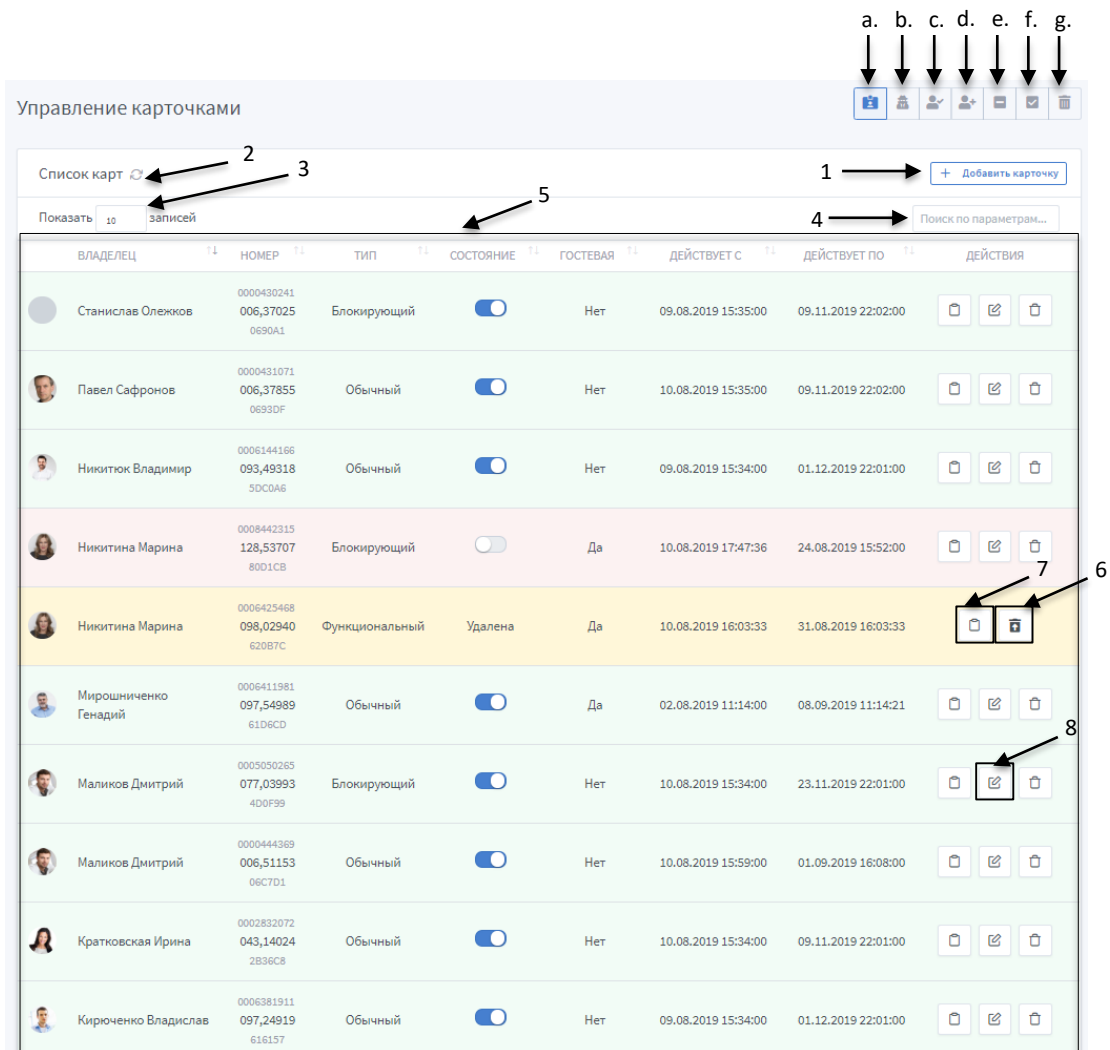 a. b. c. d. e. f. g.
Управление карточками
Список карт 2
3
1 + Добавить карточку
Показать 10 записей
5
4 Поиск по параметрам...
ВЛАДЕЛЕЦ НОМЕР ТИП СОСТОЯНИЕ ГОСТЕВАЯ ДЕЙСТВУЕТ С ДЕЙСТВУЕТ ПО ДЕЙСТВИЯ
0000430241
Станислав Олежков 006,37025 Блокирующий Нет 09.08.2019 15:35:00 09.11.2019 22:02:00
0690A1
0000431071
Павел Сафронов 006,37855 Обычный Нет 10.08.2019 15:35:00 09.11.2019 22:02:00
0693DF
0006144166
Никитюк Владимир 093,49318 Обычный Нет 09.08.2019 15:34:00 01.12.2019 22:01:00
5DC0A6
0008442315
Никитина Марина 128,53707 Блокирующий Да 10.08.2019 17:47:36 24.08.2019 15:52:00
80D1CB
7 6
0006425468
Никитина Марина 098,02940 Функциональный Удалена Да 10.08.2019 16:03:33 31.08.2019 16:03:33
620B7C
0006411981
Мирошниченко
Генадий 097,54989 Обычный Да 02.08.2019 11:14:00 08.09.2019 11:14:21
61D6CD
8
0005050265
Маликов Дмитрий 077,03993 Блокирующий Нет 10.08.2019 15:34:00 23.11.2019 22:01:00
4D0F99
0000444369
Маликов Дмитрий 006,51153 Обычный Нет 10.08.2019 15:59:00 01.09.2019 16:08:00
06C7D1
0002832072
Кратковская Ирина 043,14024 Обычный Нет 10.08.2019 15:34:00 09.11.2019 22:01:00
2B36C8
0006381911
Кирюченко Владислав 097,24919 Обычный Нет 09.08.2019 15:34:00 01.12.2019 22:01:00
616157